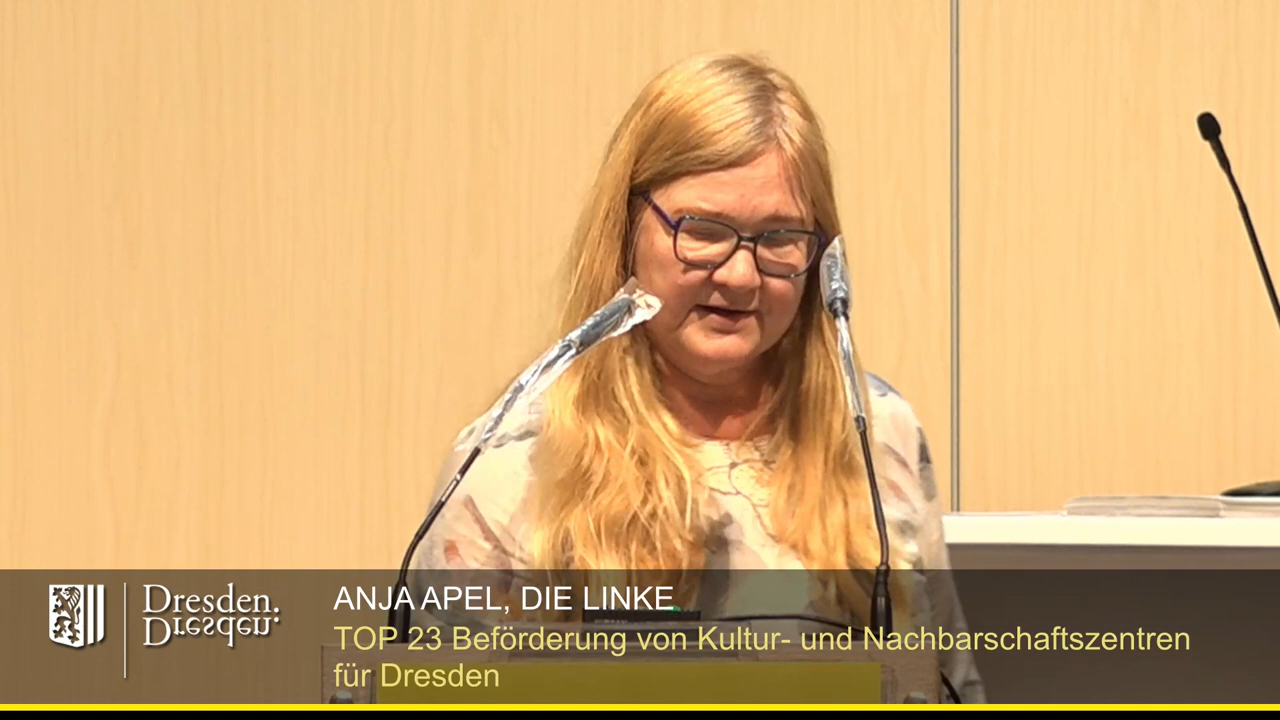 Dresden.
Dresden.
ANJA APEL, DIE LINKE
TOP 23 Beförderung von Kultur- und Nachbarschaftszentren
für Dresden